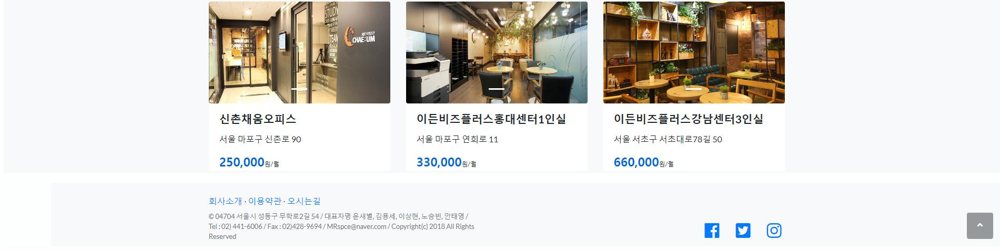 STUDY
CAFE LIBRARY
MEETING
TEAM
CHAE:UM
신촌채움오피스
서울 마포구 신촌로 90
250,000원/월
이든비즈플러스홍대센터1인실
서울 마포구 연희로 11
330,000원/월
이든비즈플러스강남센터3인실
서울 서초구 서초대로78길 50
660,000원/월
회사소개 · 이용약관 · 오시는길
© 04704 서울시 성동구 무학로2길 54 / 대표자명 윤새별, 김용세, 이상현, 노승빈, 안태영 /
Tel : 02) 441-6006 / Fax : 02)428-9694 / MRspce@naver.com / Copyright(c) 2018 All Rights
Reserved